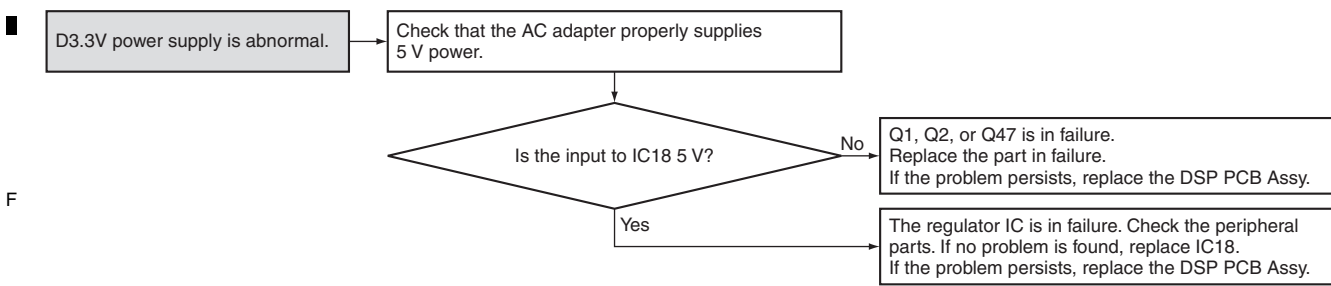 D3.3V power supply is abnormal.
Check that the AC adapter properly supplies
5 V power.
Is the input to IC18 5 V?
No
Q1, Q2, or Q47 is in failure.
Replace the part in failure.
If the problem persists, replace the DSP PCB Assy.
F
Yes
The regulator IC is in failure. Check the peripheral
parts. If no problem is found, replace IC18.
If the problem persists, replace the DSP PCB Assy.